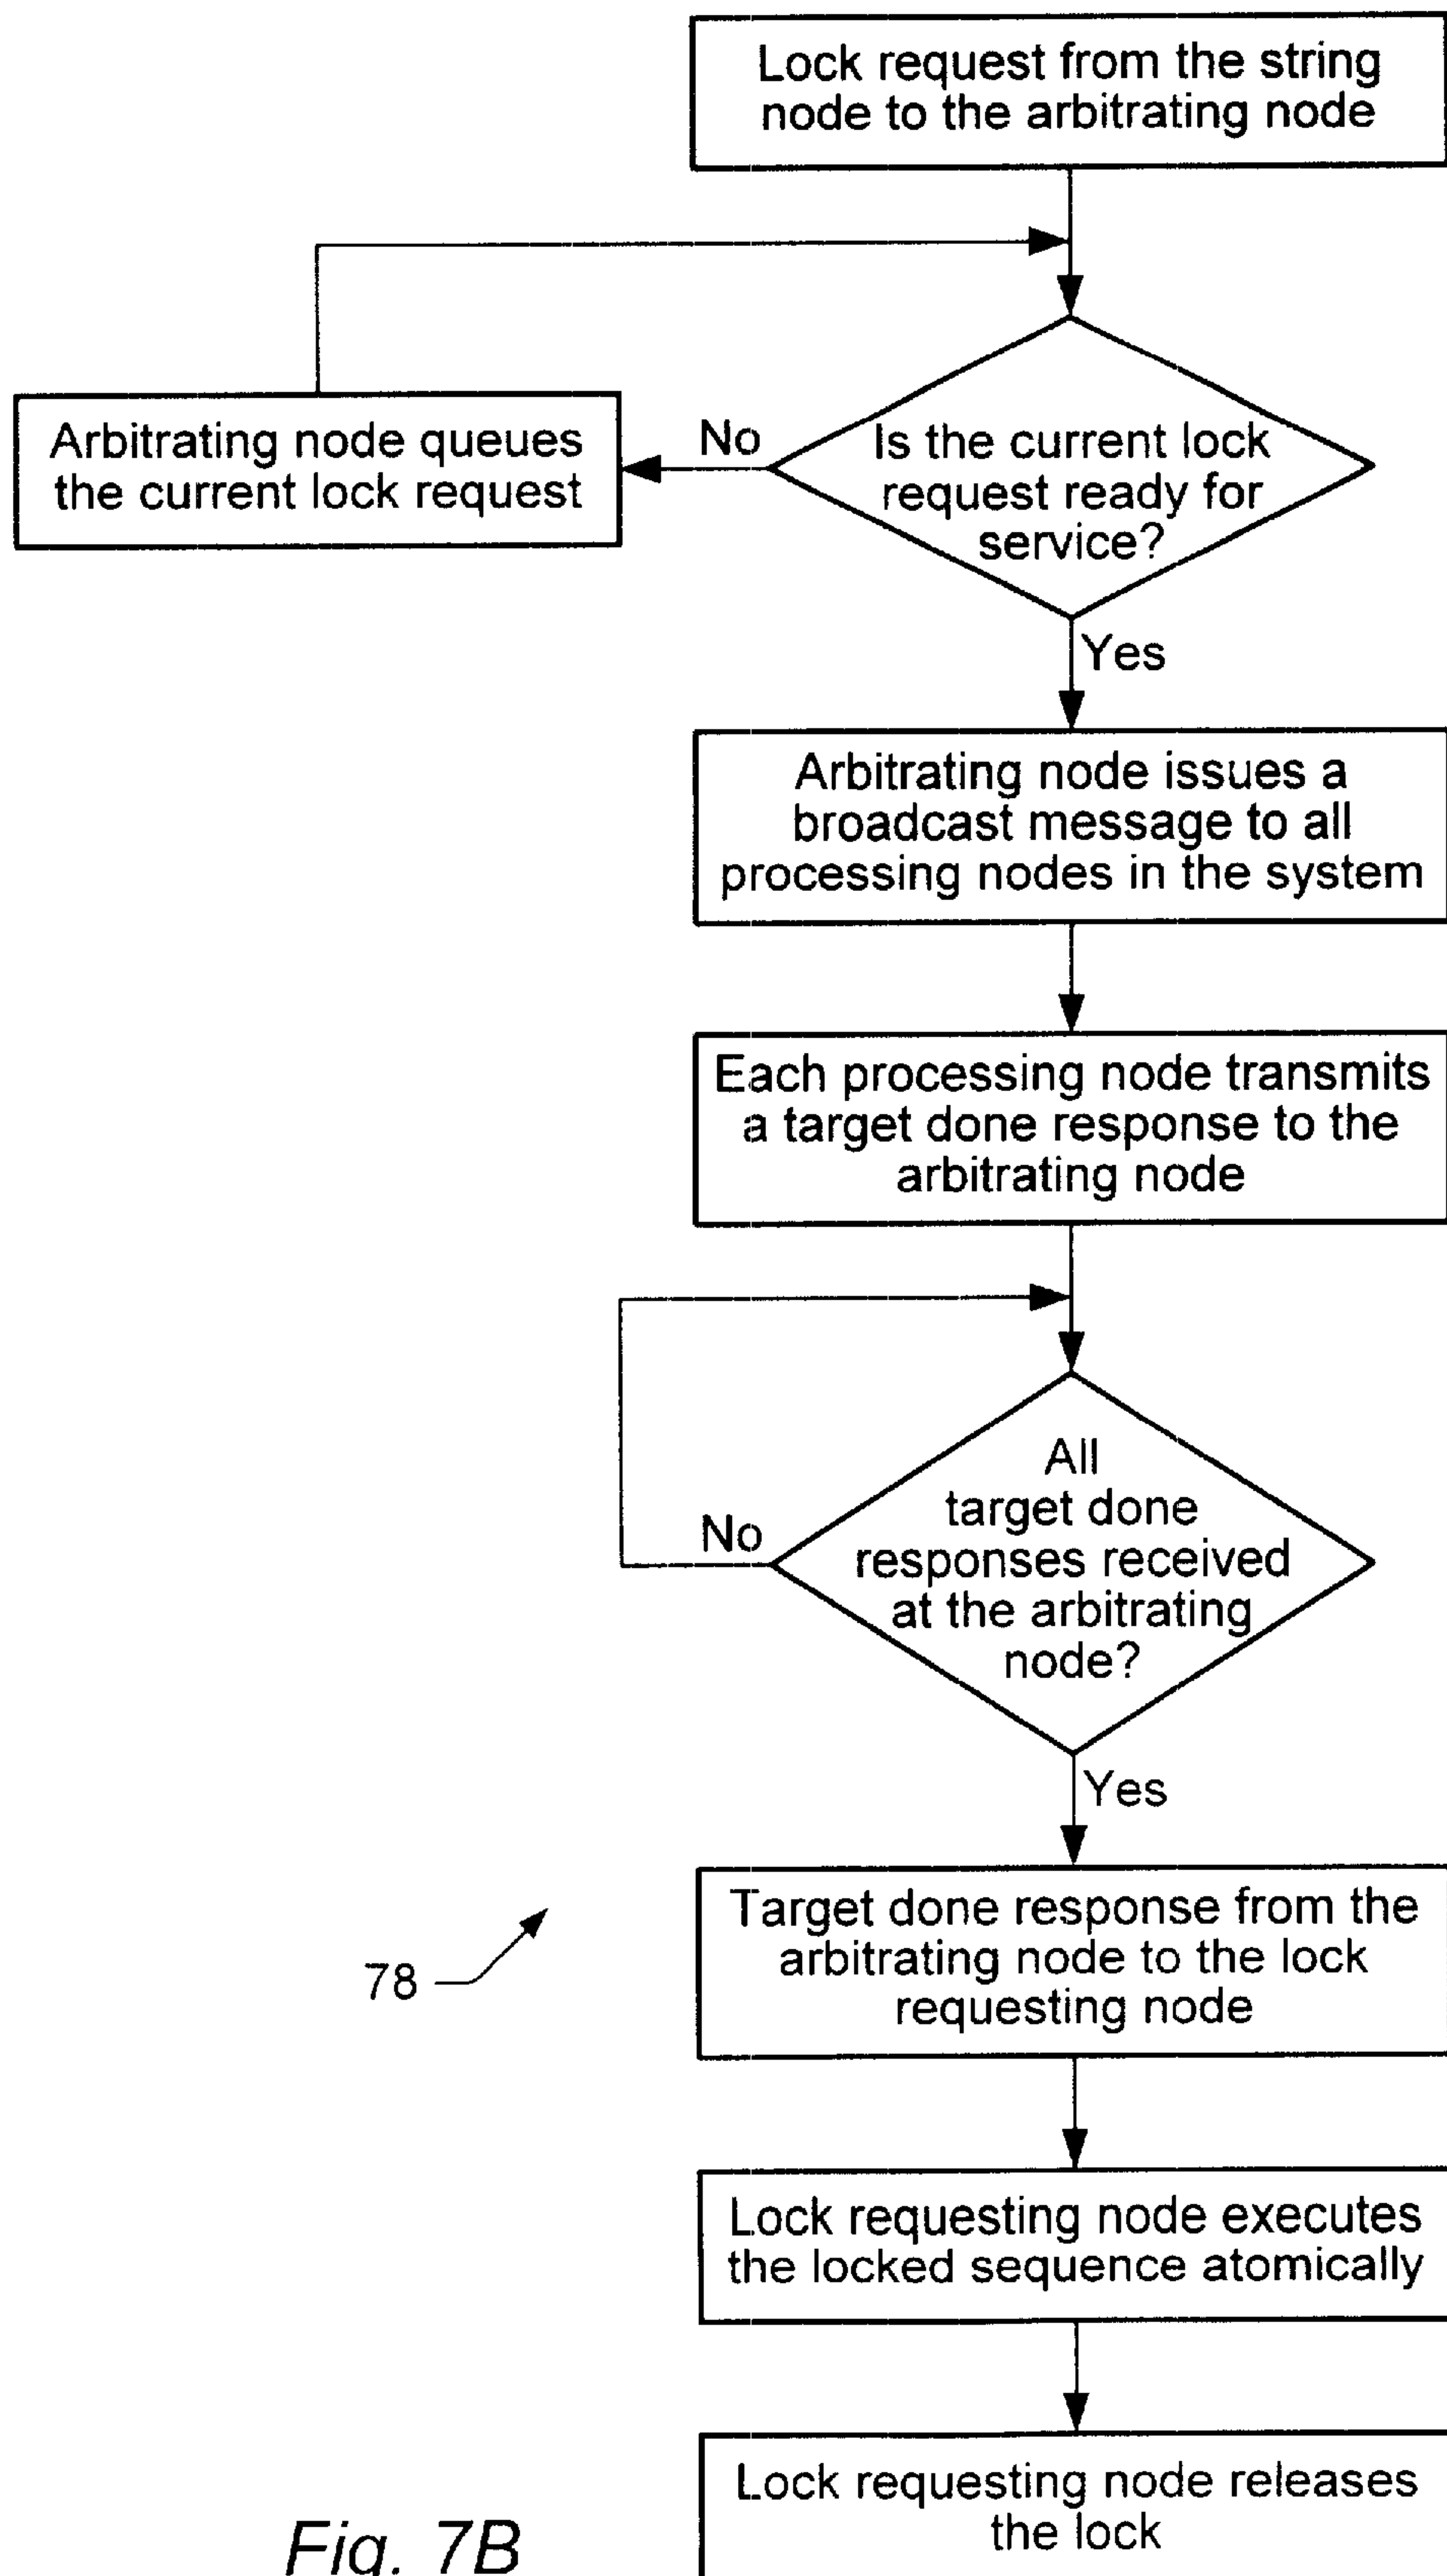 Lock request from the string
node to the arbitrating node
Arbitrating node queues
the current lock request
No
Is the current lock
request ready for
service?
Yes
Arbitrating node issues a
broadcast message to all
processing nodes in the system
Each processing node transmits
a target done response to the
arbitrating node
No
All
target done
responses received
at the arbitrating
node?
Yes
Target done response from the
arbitrating node to the lock
requesting node
78
Lock requesting node executes
the locked sequence atomically
Lock requesting node releases
the lock
Fig. 7B